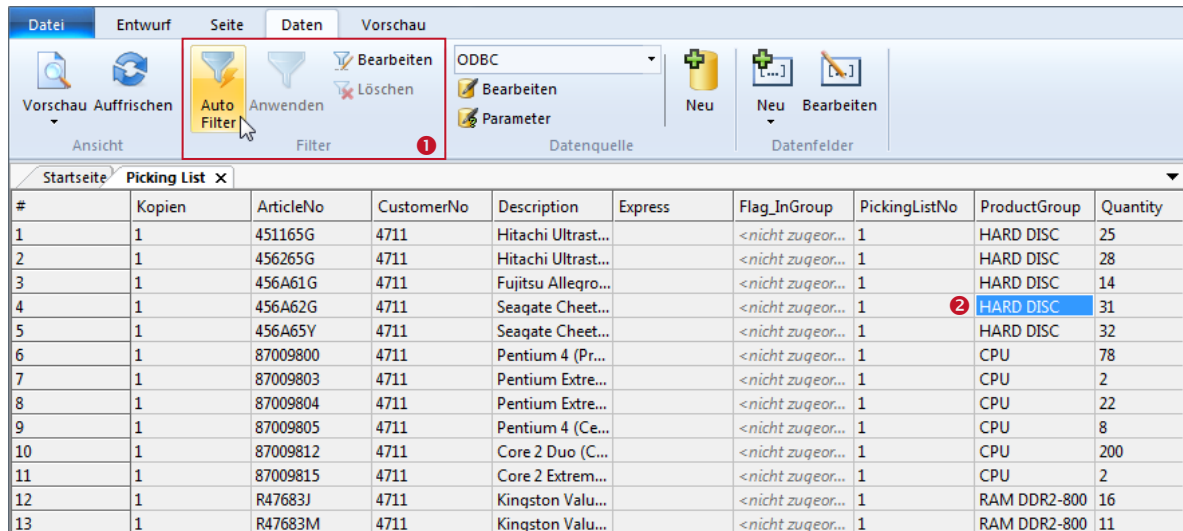 Datei Entwurf Seite Daten Vorschau
Bearbeiten ODBC
Löschen Bearbeiten
Vorschau Auffrischen Auto Filter Anwenden Parameter Neu Neu Bearbeiten
Ansicht Filter 1 Datenquelle Datenfelder
Startseite Picking List X
# Kopien ArticleNo CustomerNo Description Express Flag_InGroup PickingListNo ProductGroup Quantity
1 1 451165G 4711 Hitachi Ultrast... <nicht zugeor... 1 HARD DISC 25
2 1 456265G 4711 Hitachi Ultrast... <nicht zugeor... 1 HARD DISC 28
3 1 456A61G 4711 Fujitsu Allegro... <nicht zugeor... 1 HARD DISC 14
4 1 456A62G 4711 Seagate Cheet... <nicht zugeor... 1 2 HARD DISC 31
5 1 456A65Y 4711 Seagate Cheet... <nicht zugeor... 1 HARD DISC 32
6 1 87009800 4711 Pentium 4 (Pr... <nicht zugeor... 1 CPU 78
7 1 87009803 4711 Pentium Extre... <nicht zugeor... 1 CPU 2
8 1 87009804 4711 Pentium Extre... <nicht zugeor... 1 CPU 22
9 1 87009805 4711 Pentium 4 (Ce... <nicht zugeor... 1 CPU 8
10 1 87009812 4711 Core 2 Duo (C... <nicht zugeor... 1 CPU 200
11 1 87009815 4711 Core 2 Extrem... <nicht zugeor... 1 CPU 2
12 1 R47683J 4711 Kingston Valu... <nicht zugeor... 1 RAM DDR2-800 16
13 1 R47683M 4711 Kingston Valu... <nicht zugeor... 1 RAM DDR2-800 11